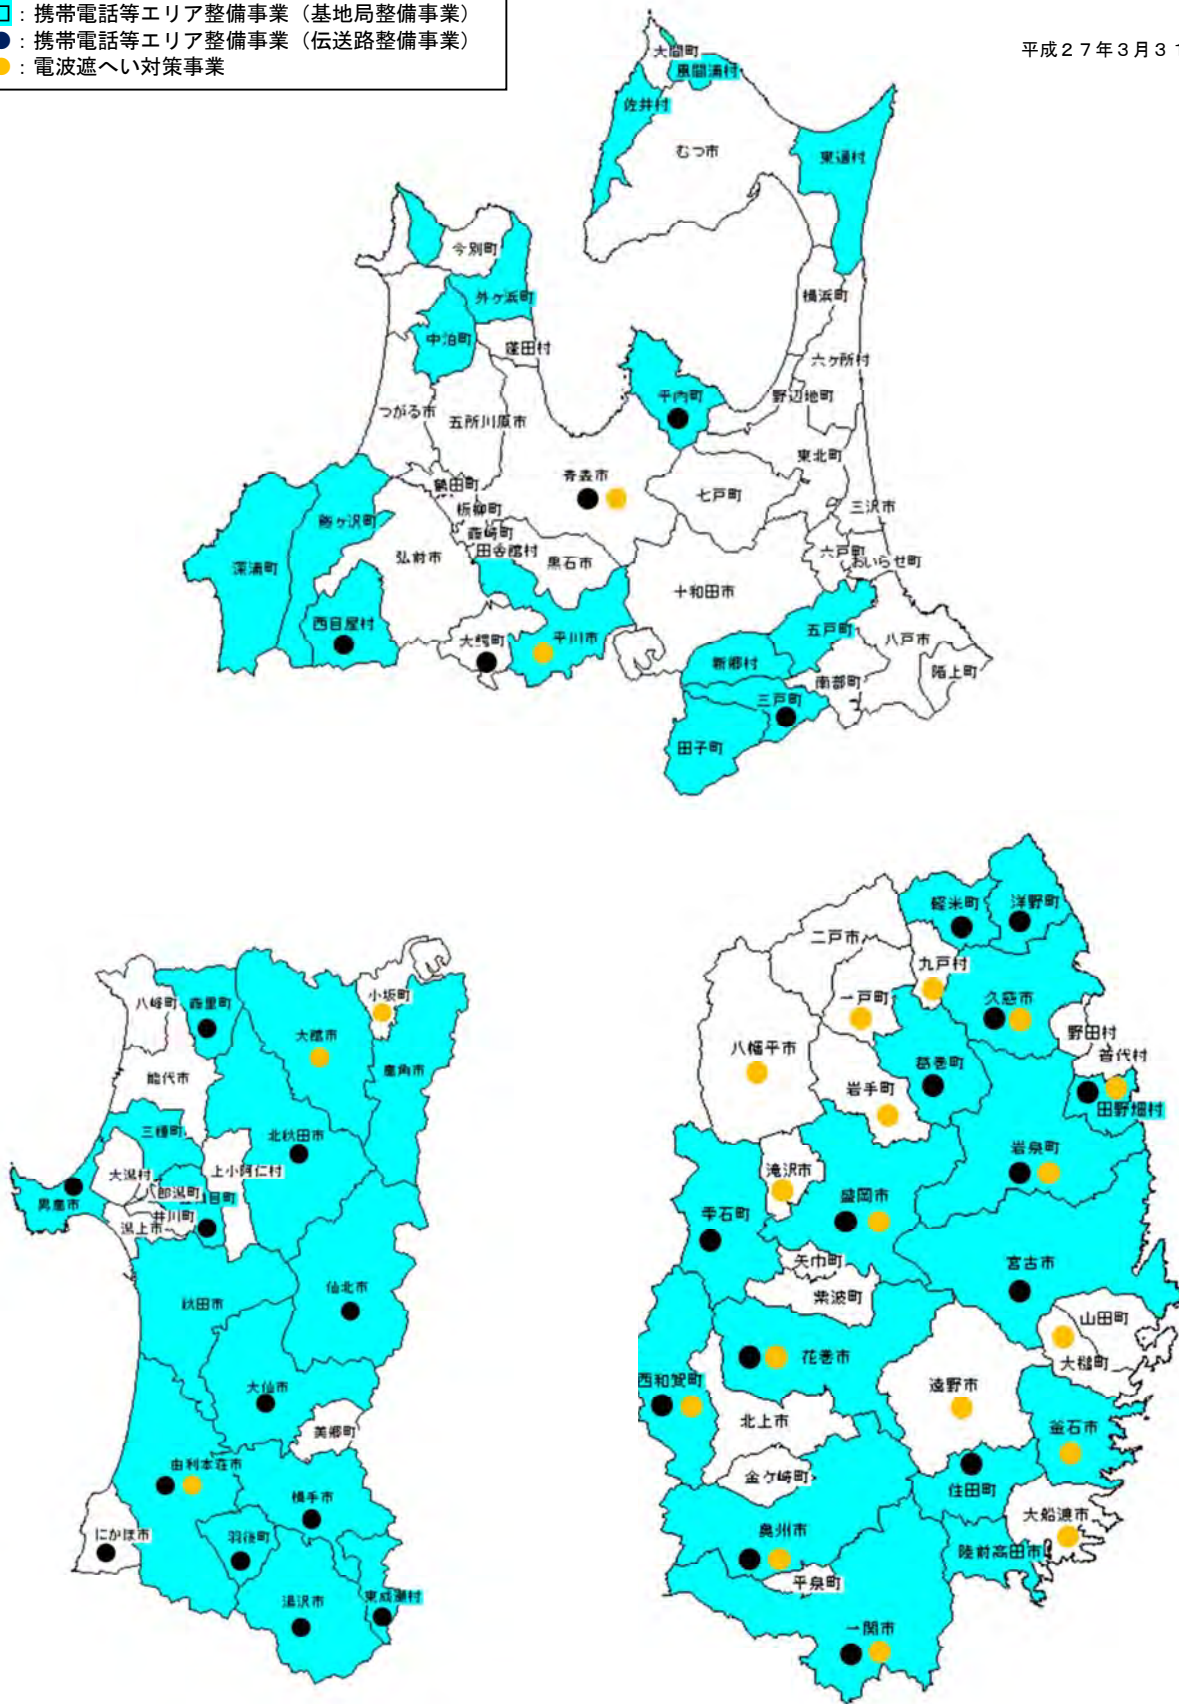 ：携帯電話等エリア整備事業（基地局整備事業）
：携帯電話等エリア整備事業（伝送路整備事業）
：電波遮へい対策事業
平成２７年３月３１
大間町
風間浦村
佐井村
むつ市
東通村
今別町
外ヶ浜町
中泊町
横浜町
六ヶ所村
平内町
野辺地町
つがる市
五所川原市
東北町
青森市
七戸町
鶴田町
板柳町
三沢市
鰺ヶ沢町
田舎館村
弘前市
黒石市
六戸町
おいらせ町
深浦町
十和田市
西目屋村
大鰐町
平川市
五戸町
八戸市
新郷村
南部町
階上町
三戸町
田子町
軽米町
洋野町
二戸市
九戸村
一戸町
久慈市
野田村
普代村
八幡平市
岩手町
葛巻町
田野畑村
滝沢市
岩泉町
雫石町
盛岡市
矢巾町
宮古市
紫波町
山田町
大槌町
花巻市
西和賀町
遠野市
北上市
釜石市
金ケ崎町
住田町
大船渡市
奥州市
陸前高田市
平泉町
一関市
八峰町
小坂町
大館市
鹿角市
能代市
三種町
北秋田市
上小阿仁村
大潟村
八郎潟町
男鹿市
井川町
潟上市
仙北市
秋田市
大仙市
美郷町
由利本荘市
横手市
にかほ市
羽後町
湯沢市
東成瀬村